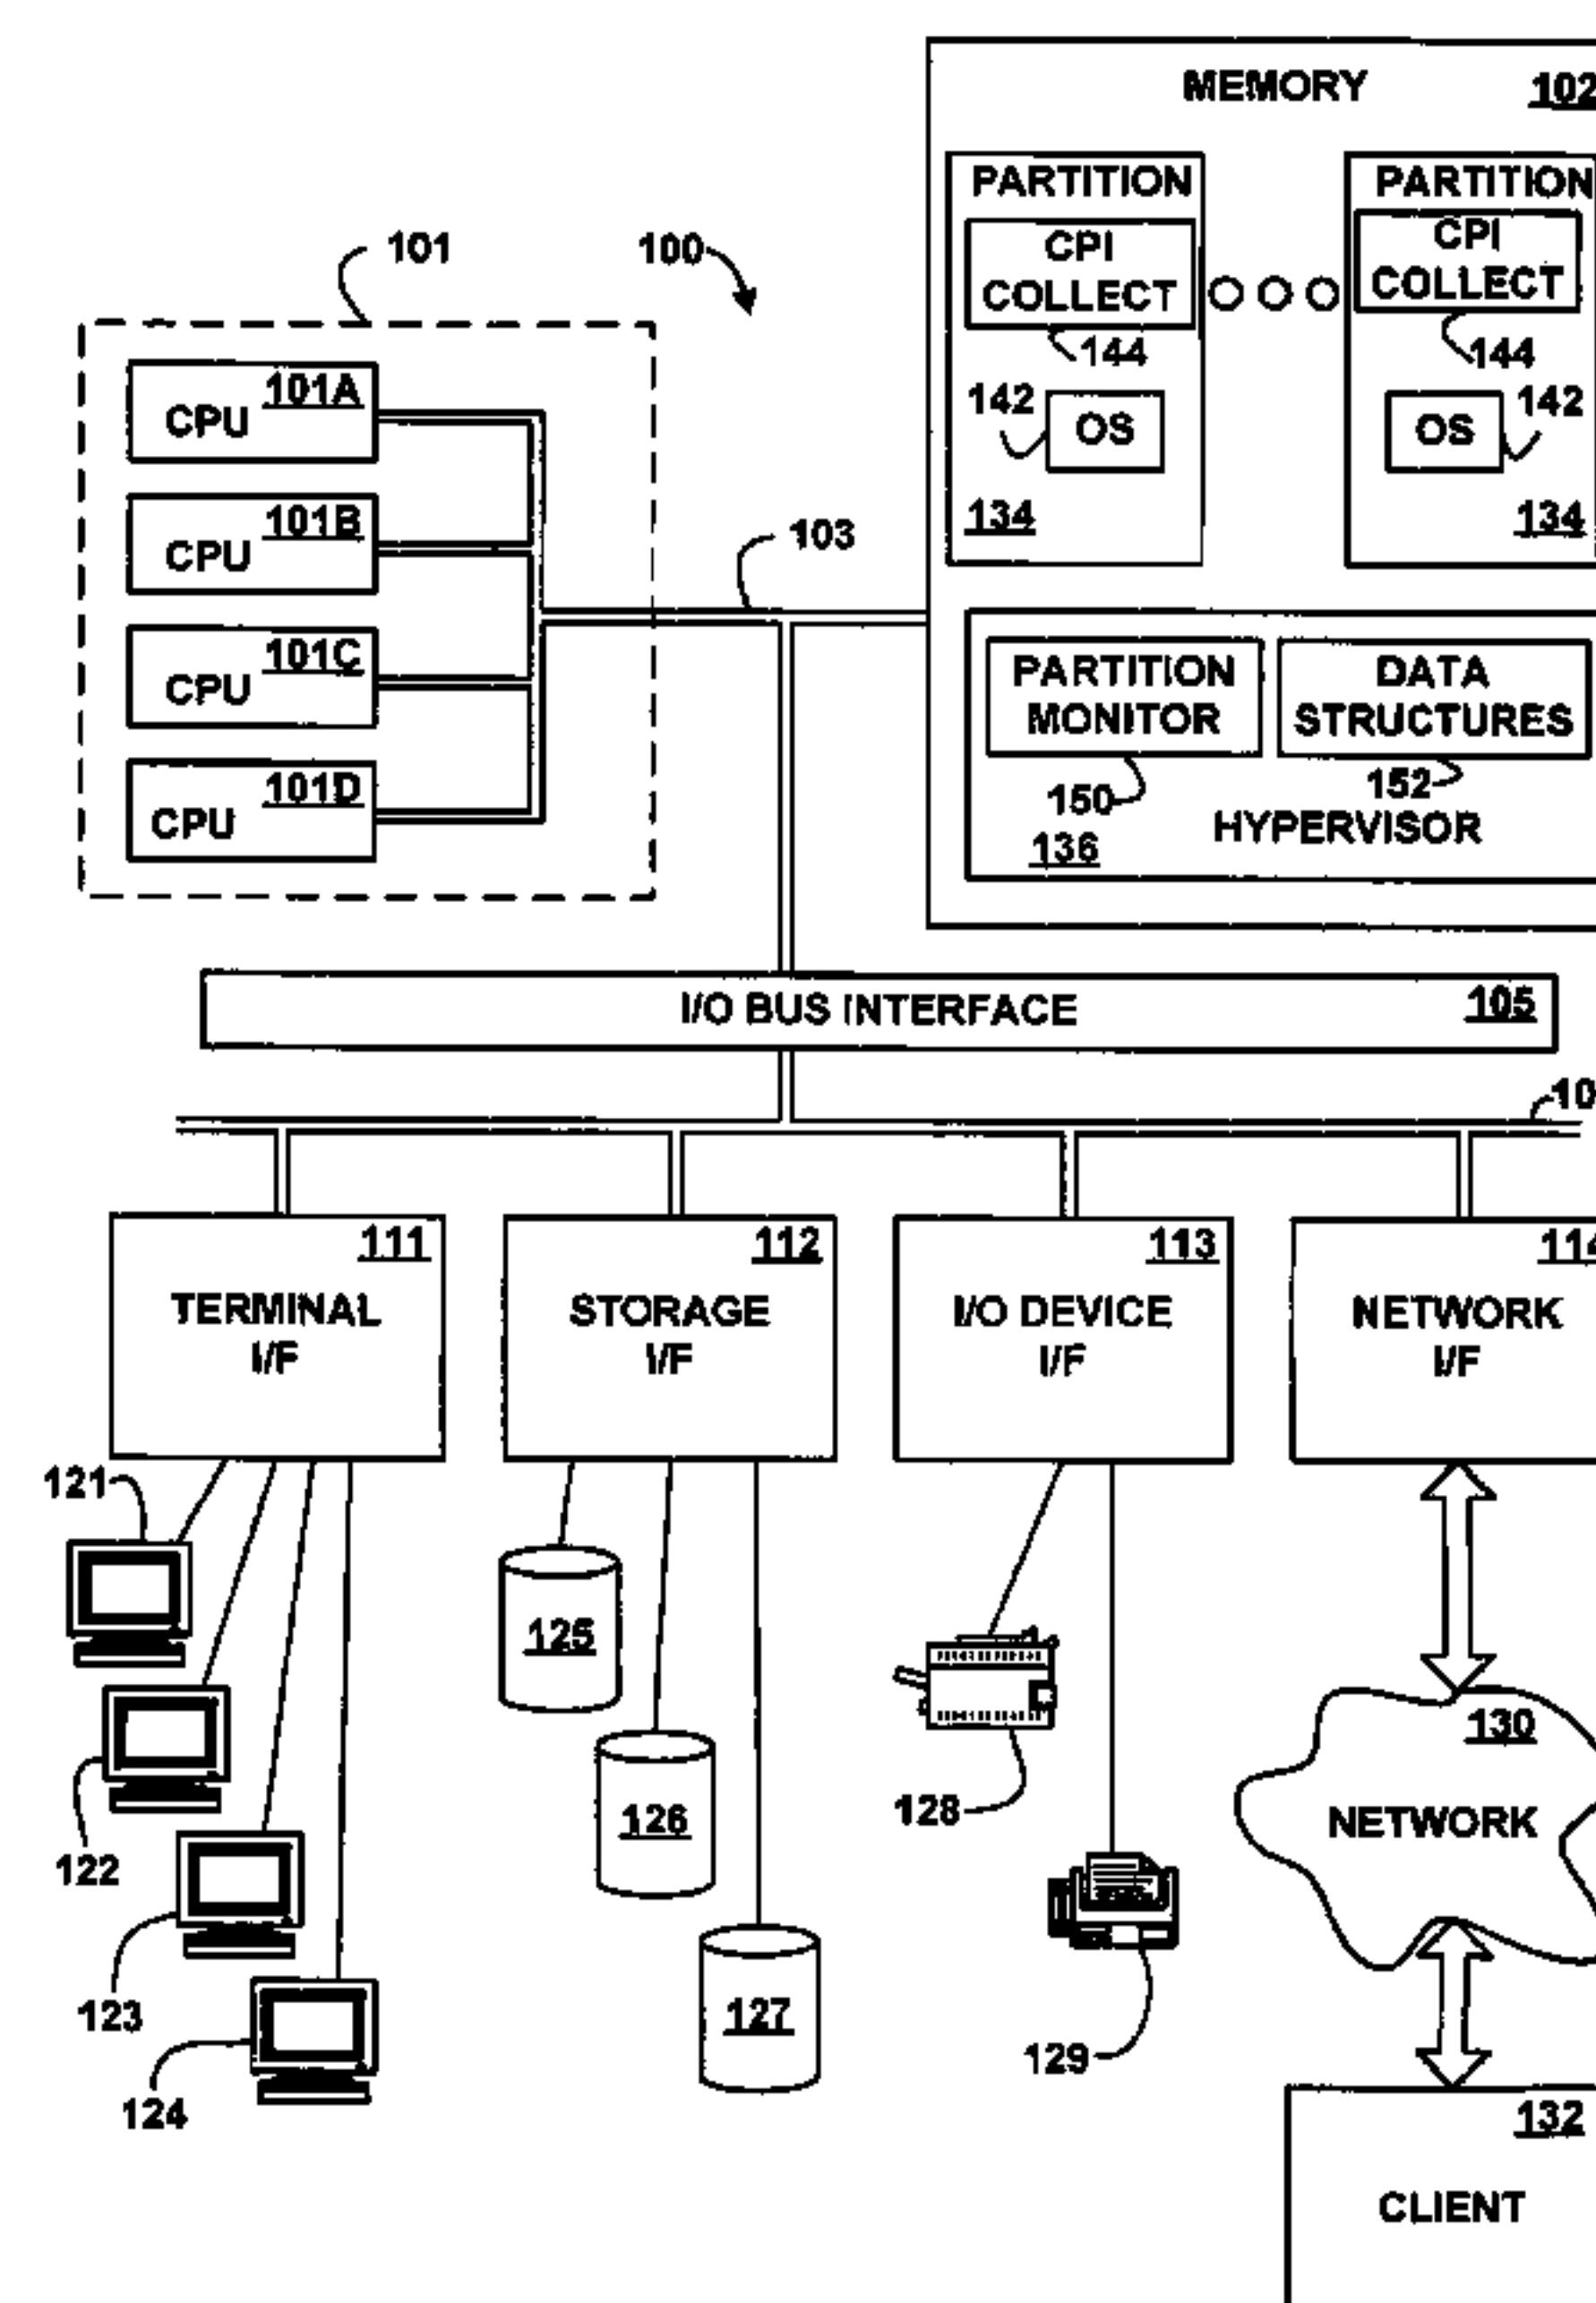 MEMORY 102
PARTITION
CPI
COLLECT
144
142
OS
134
PARTITION
CPI
COLLECT
144
OS
142
134
101
100
CPU 101A
CPU 101B
CPU 101C
CPU 101D
103
PARTITION
MONITOR
150
DATA
STRUCTURES
152
HYPERVISOR
136
I/O BUS INTERFACE 105
111
TERMINAL
I/F
112
STORAGE
I/F
113
I/O DEVICE
I/F
NETWORK
I/F
121
122
123
124
125
126
127
128
129
130
NETWORK
132
CLIENT